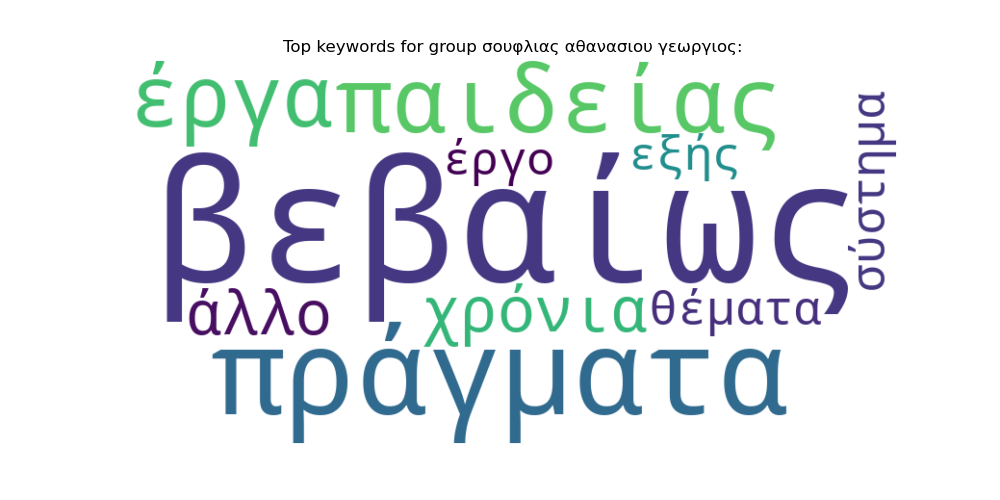 Top keywords for group σουφλιας αθανασιου γεωργιος:
έργα παιδείας
έργο εξής
βεβαίως
σύστημα
άλλο χρόνια θέματα
πράγματα